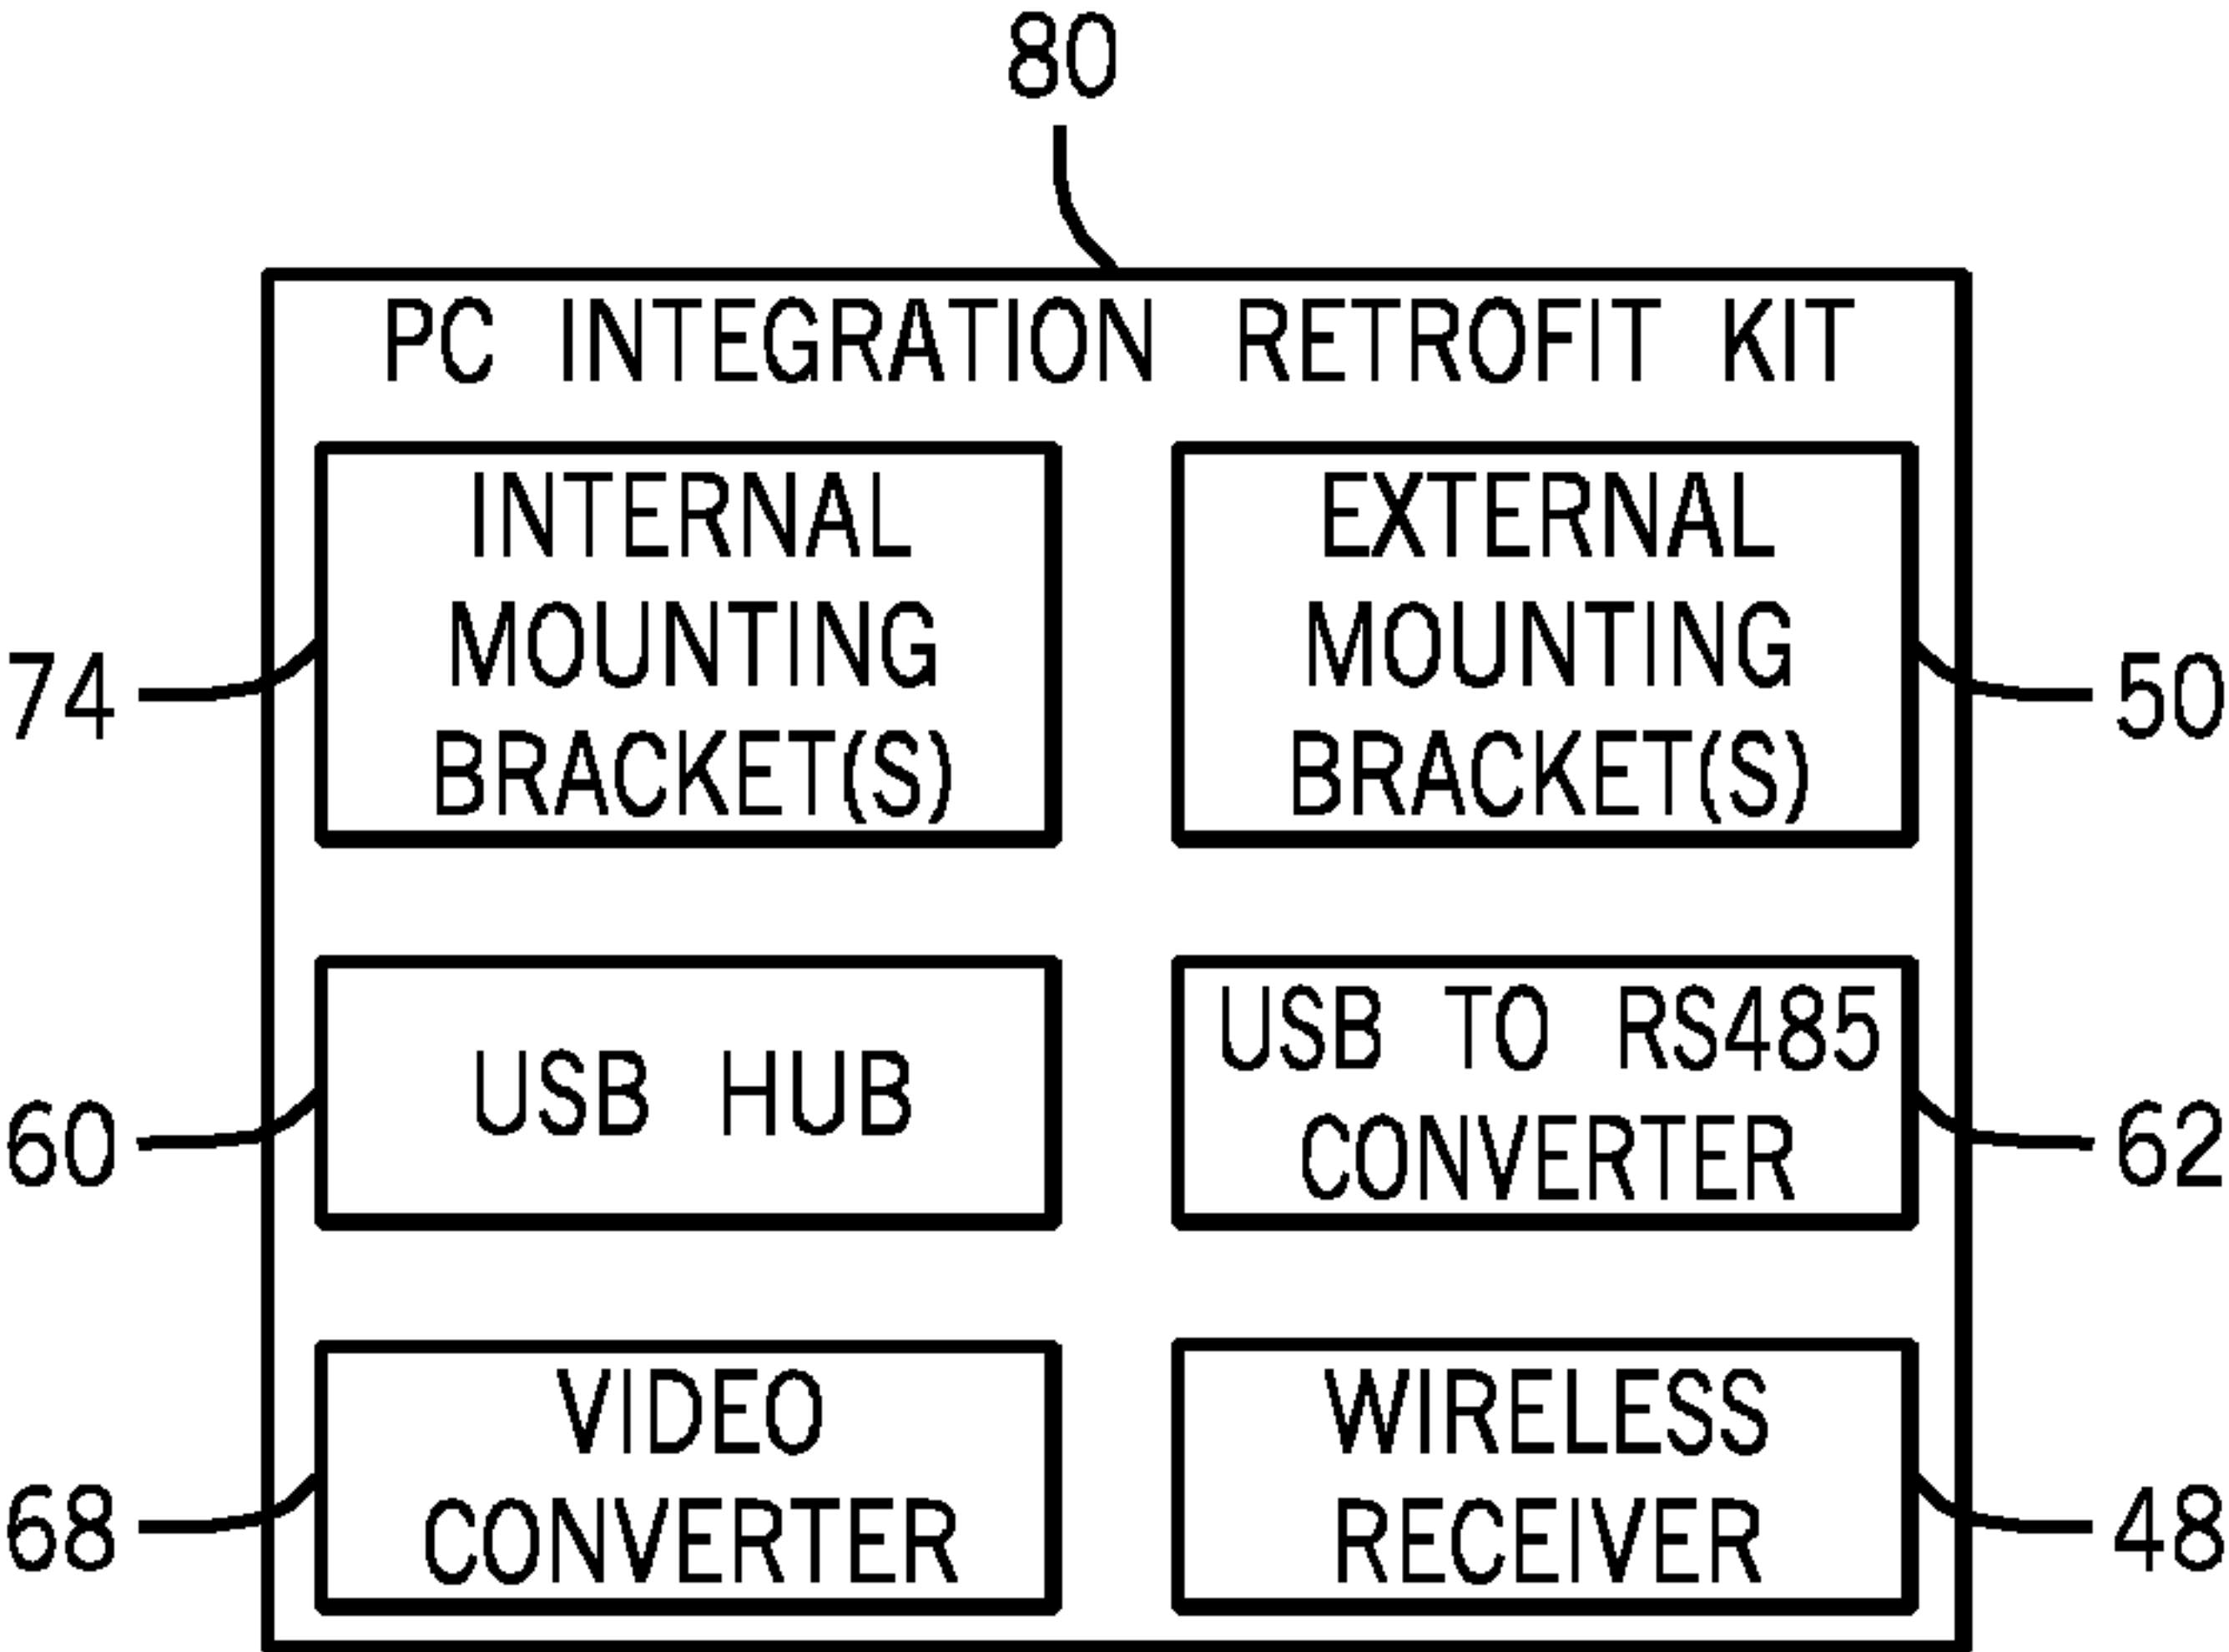 80
PC INTEGRATION RETROFIT KIT
INTERNAL
MOUNTING
BRACKET(S)
74
EXTERNAL
MOUNTING
BRACKET(S)
50
USB HUB
60
USB TO RS485
CONVERTER
62
VIDEO
CONVERTER
68
WIRELESS
RECEIVER
48